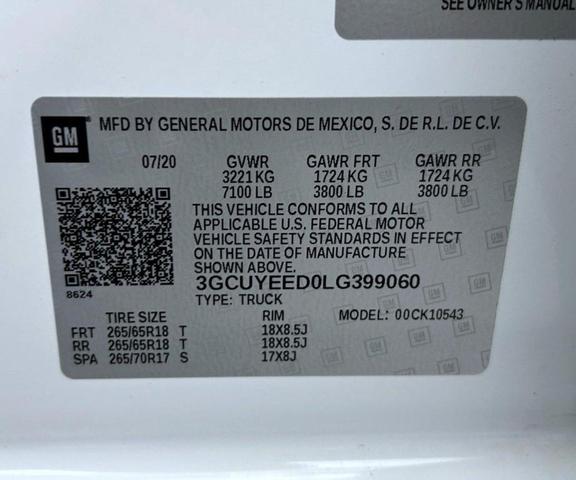 SEE OWNER'S MANUAL
GM
MFD BY GENERAL MOTORS DE MEXICO, S. DE R.L. DE C.V.
07/20 GVWR GAWR FRT GAWR RR
3221 KG 1724 KG 1724 KG
7100 LB 3800 LB 3800 LB
THIS VEHICLE CONFORMS TO ALL
APPLICABLE U.S. FEDERAL MOTOR
VEHICLE SAFETY STANDARDS IN EFFECT
ON THE DATE OF MANUFACTURE
SHOWN ABOVE.
8624 3GCUYEED0LG399060
TYPE: TRUCK MODEL: 00CK10543
TIRE SIZE RIM
FRT 265/65R18 T 18X8.5J
RR 265/65R18 T 18X8.5J
SPA 265/70R17 S 17X8J